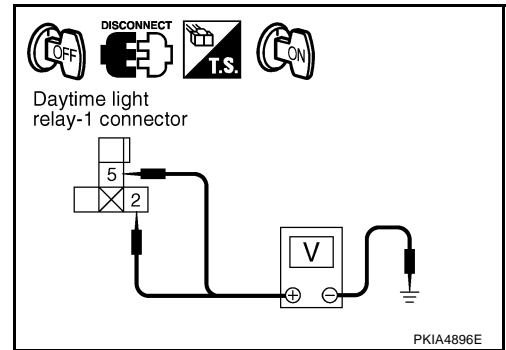 OFF
DISCONNECT
T.S.
ON
Daytime light
relay-1 connector
5
2
V
+ −
PKIA4896E